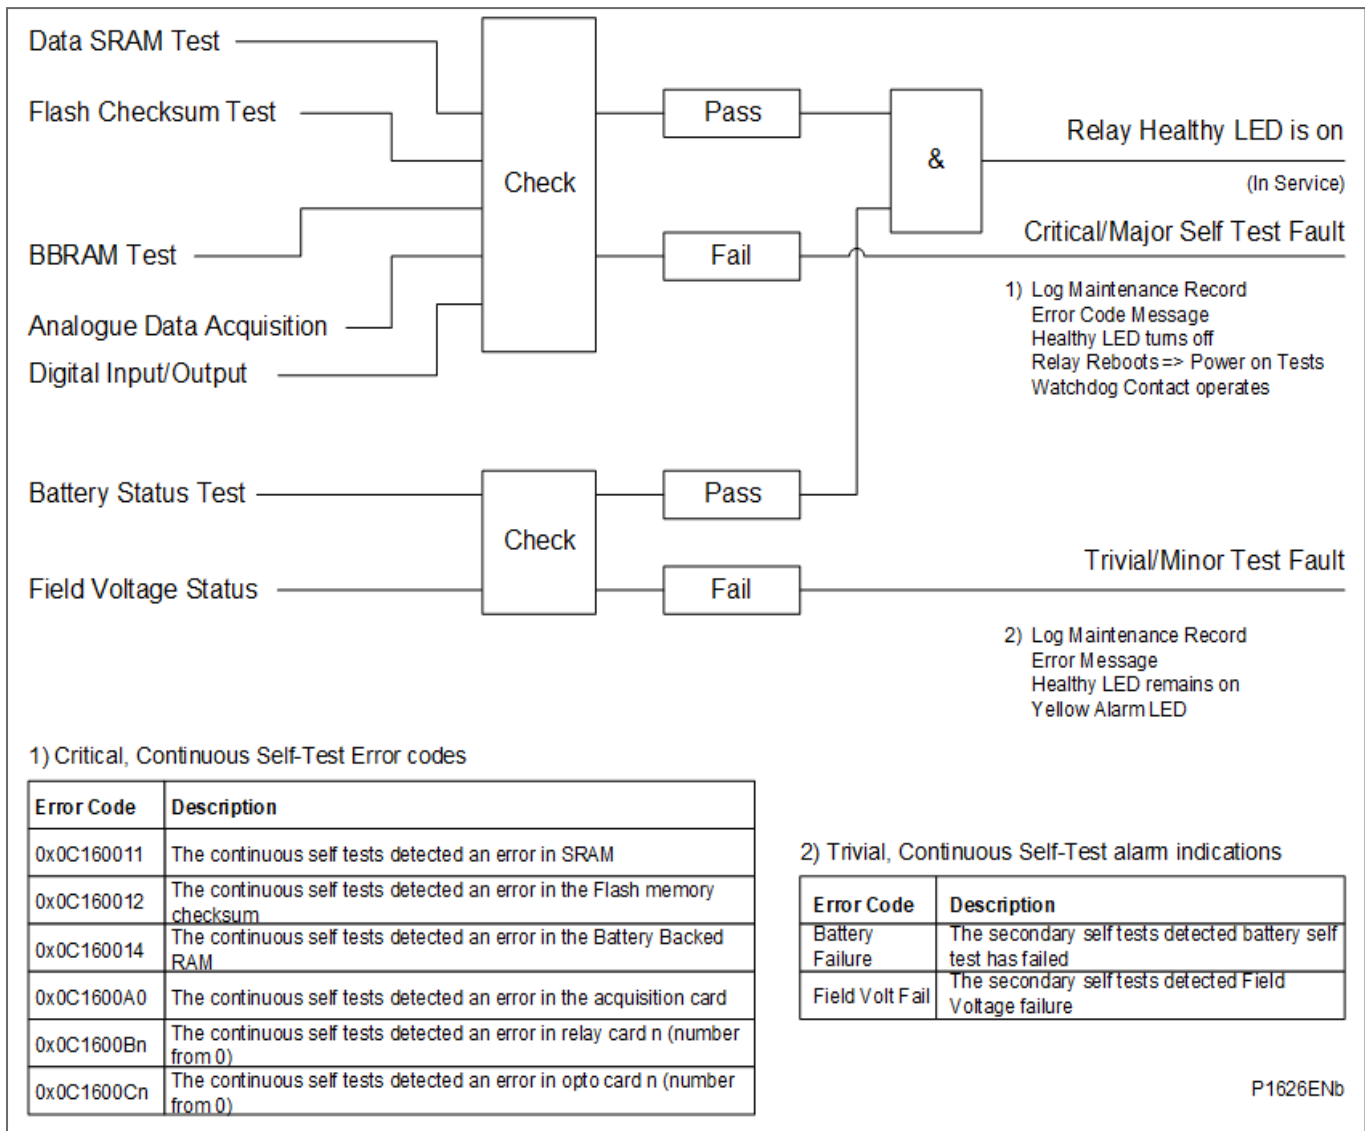 Data SRAM Test
Flash Checksum Test
BBRAM Test
Analogue Data Acquisition
Digital Input/Output
Check
Pass
Fail
&
Relay Healthy LED is on
(In Service)
Critical/Major Self Test Fault
1) Log Maintenance Record
Error Code Message
Healthy LED turns off
Relay Reboots => Power on Tests
Watchdog Contact operates
Battery Status Test
Field Voltage Status
Check
Pass
Fail
Trivial/Minor Test Fault
2) Log Maintenance Record
Error Message
Healthy LED remains on
Yellow Alarm LED
1) Critical, Continuous Self-Test Error codes
Error Code Description
0x0C160011 The continuous self tests detected an error in SRAM
0x0C160012 The continuous self tests detected an error in the Flash memory
checksum
0x0C160014 The continuous self tests detected an error in the Battery Backed
RAM
0x0C1600A0 The continuous self tests detected an error in the acquisition card
0x0C1600Bn The continuous self tests detected an error in relay card n (number
from 0)
0x0C1600Cn The continuous self tests detected an error in opto card n (number
from 0)
2) Trivial, Continuous Self-Test alarm indications
Error Code Description
Battery Failure The secondary self tests detected battery self
test has failed
Field Volt Fail The secondary self tests detected Field
Voltage failure
P1626ENb